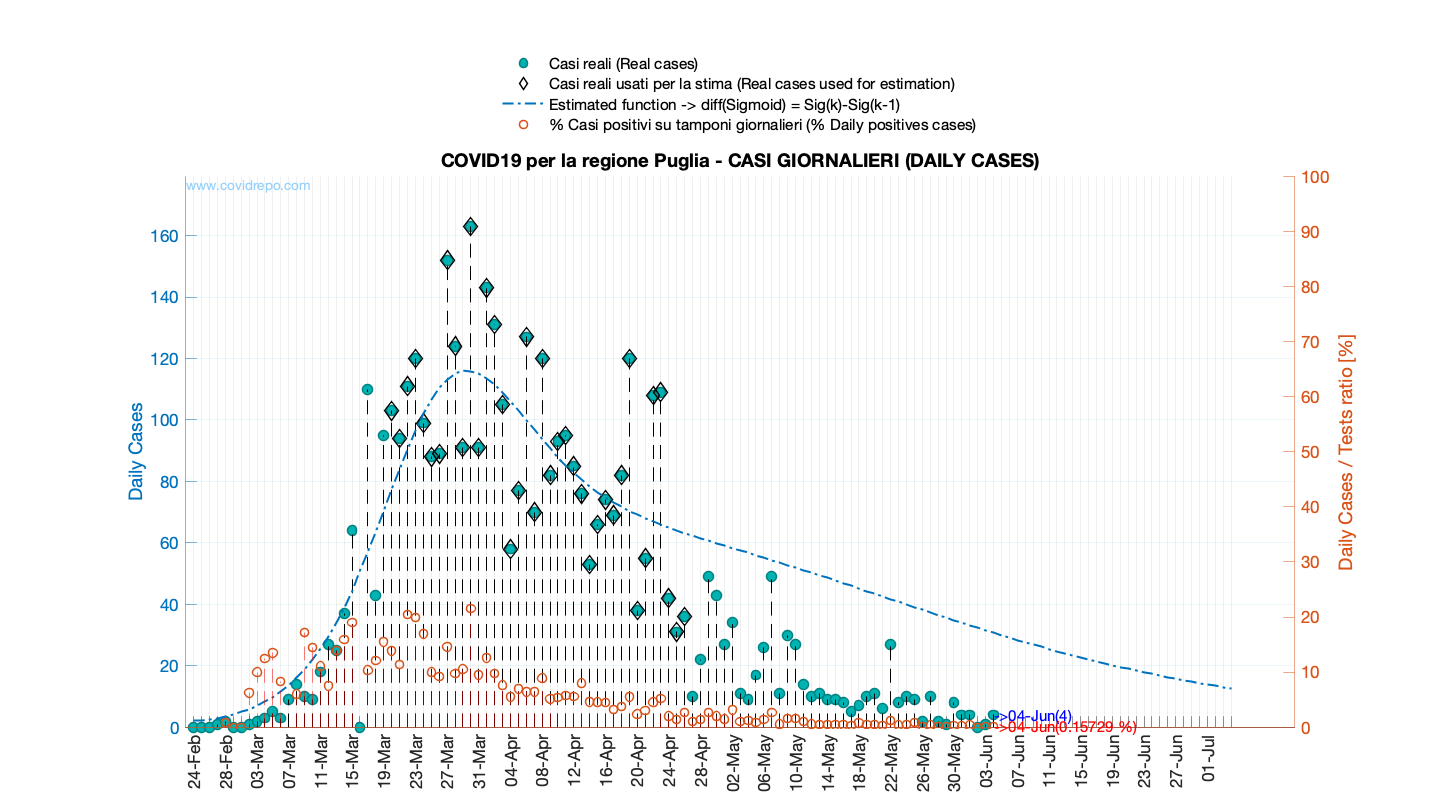 Casi reali (Real cases)
Casi reali usati per la stima (Real cases used for estimation)
Estimated function -> diff(Sigmoid) = Sig(k)-Sig(k-1)
% Casi positivi su tamponi giornalieri (% Daily positives cases)
COVID19 per la regione Puglia - CASI GIORNALIERI (DAILY CASES)
www.covidrepo.com
Daily Cases
160
140
120
100
80
60
40
20
0
100
90
80
70
60
50
40
30
20
10
0
Daily Cases / Tests ratio [%]
->04-Jun(4)
->04-Jun(0.15729 %)
24-Feb
28-Feb
03-Mar
07-Mar
11-Mar
15-Mar
19-Mar
23-Mar
27-Mar
31-Mar
04-Apr
08-Apr
12-Apr
16-Apr
20-Apr
24-Apr
28-Apr
02-May
06-May
10-May
14-May
18-May
22-May
26-May
30-May
03-Jun
07-Jun
11-Jun
15-Jun
19-Jun
23-Jun
27-Jun
01-Jul